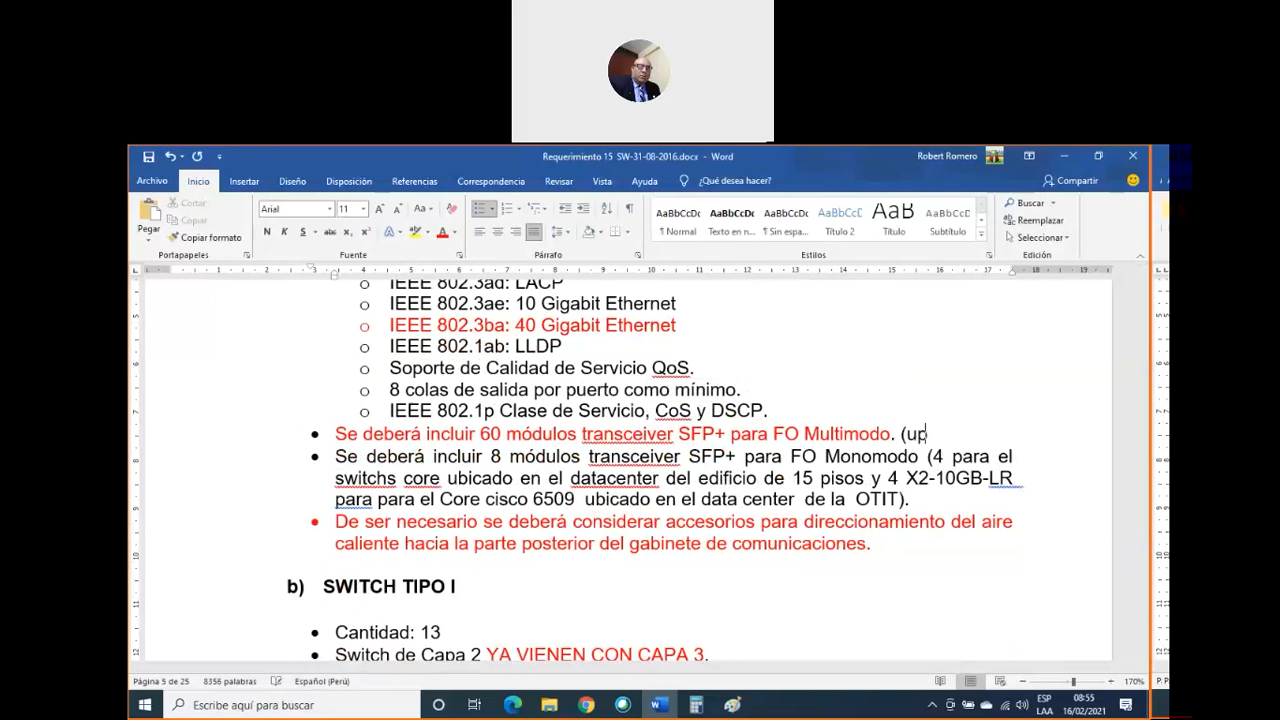 Requerimiento 15 SW-31-08-2016.docx - Word
Robert Romero
Archivo Inicio Insertar Diseño Disposición Referencias Correspondencia Revisar Vista Ayuda ¿Qué desea hacer? Compartir
Pegar
Cortar
Copiar
Copiar formato
Portapapeles
Arial 11
Fuente
Párrafo
AaBbCcDc AaBbCcDc AaBbCcDc AaBbCcD AaB AaBbCcD
¶ Normal Texto en n... ¶ Sin espa... Título 2 Título Subtítulo
Estilos
Buscar
Reemplazar
Seleccionar
Edición
IEEE 802.3ad: LACP
o IEEE 802.3ae: 10 Gigabit Ethernet
o IEEE 802.3ba: 40 Gigabit Ethernet
o IEEE 802.1ab: LLDP
o Soporte de Calidad de Servicio QoS.
o 8 colas de salida por puerto como mínimo.
o IEEE 802.1p Clase de Servicio, CoS y DSCP.
• Se deberá incluir 60 módulos transceiver SFP+ para FO Multimodo. (up
• Se deberá incluir 8 módulos transceiver SFP+ para FO Monomodo (4 para el
switchs core ubicado en el datacenter del edificio de 15 pisos y 4 X2-10GB-LR
para para el Core cisco 6509 ubicado en el data center de la OTIT).
• De ser necesario se deberá considerar accesorios para direccionamiento del aire
caliente hacia la parte posterior del gabinete de comunicaciones.
b) SWITCH TIPO I
• Cantidad: 13
• Switch de Capa 2 YA VIENEN CON CAPA 3.
Página 5 de 25 8356 palabras Español (Perú) 170%
Escribe aquí para buscar
ESP
LAA
08:55
16/02/2021